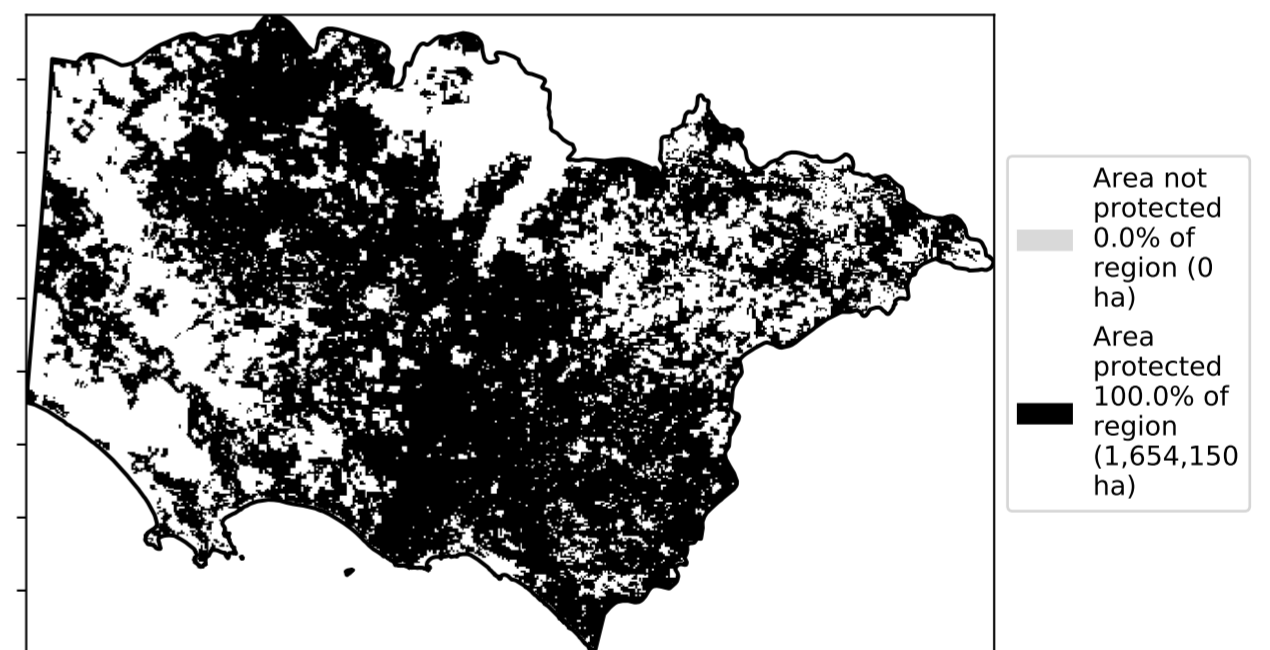 Area not
protected
0.0% of
region (0
ha)
Area
protected
100.0% of
region
(1,654,150
ha)